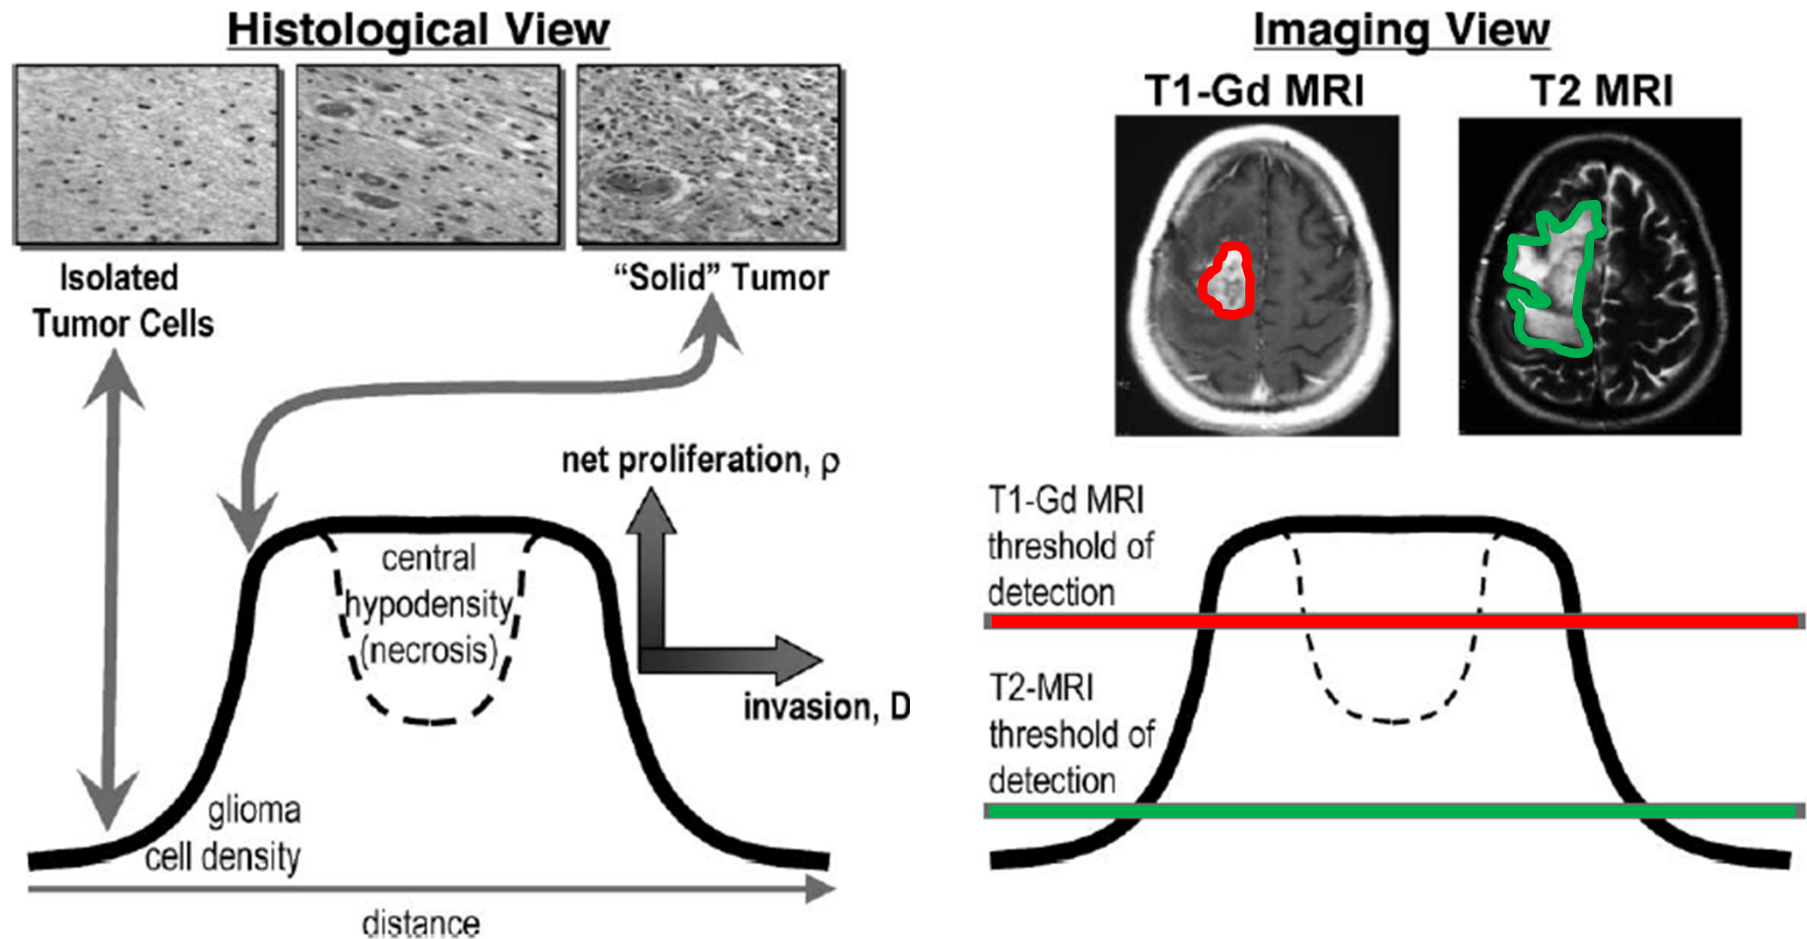 Histological View
Isolated
Tumor Cells
“Solid” Tumor
net proliferation, ρ
invasion, D
central
hypodensity
(necrosis)
glioma
cell density
distance
Imaging View
T1-Gd MRI
T2 MRI
T1-Gd MRI
threshold of
detection
T2-MRI
threshold of
detection